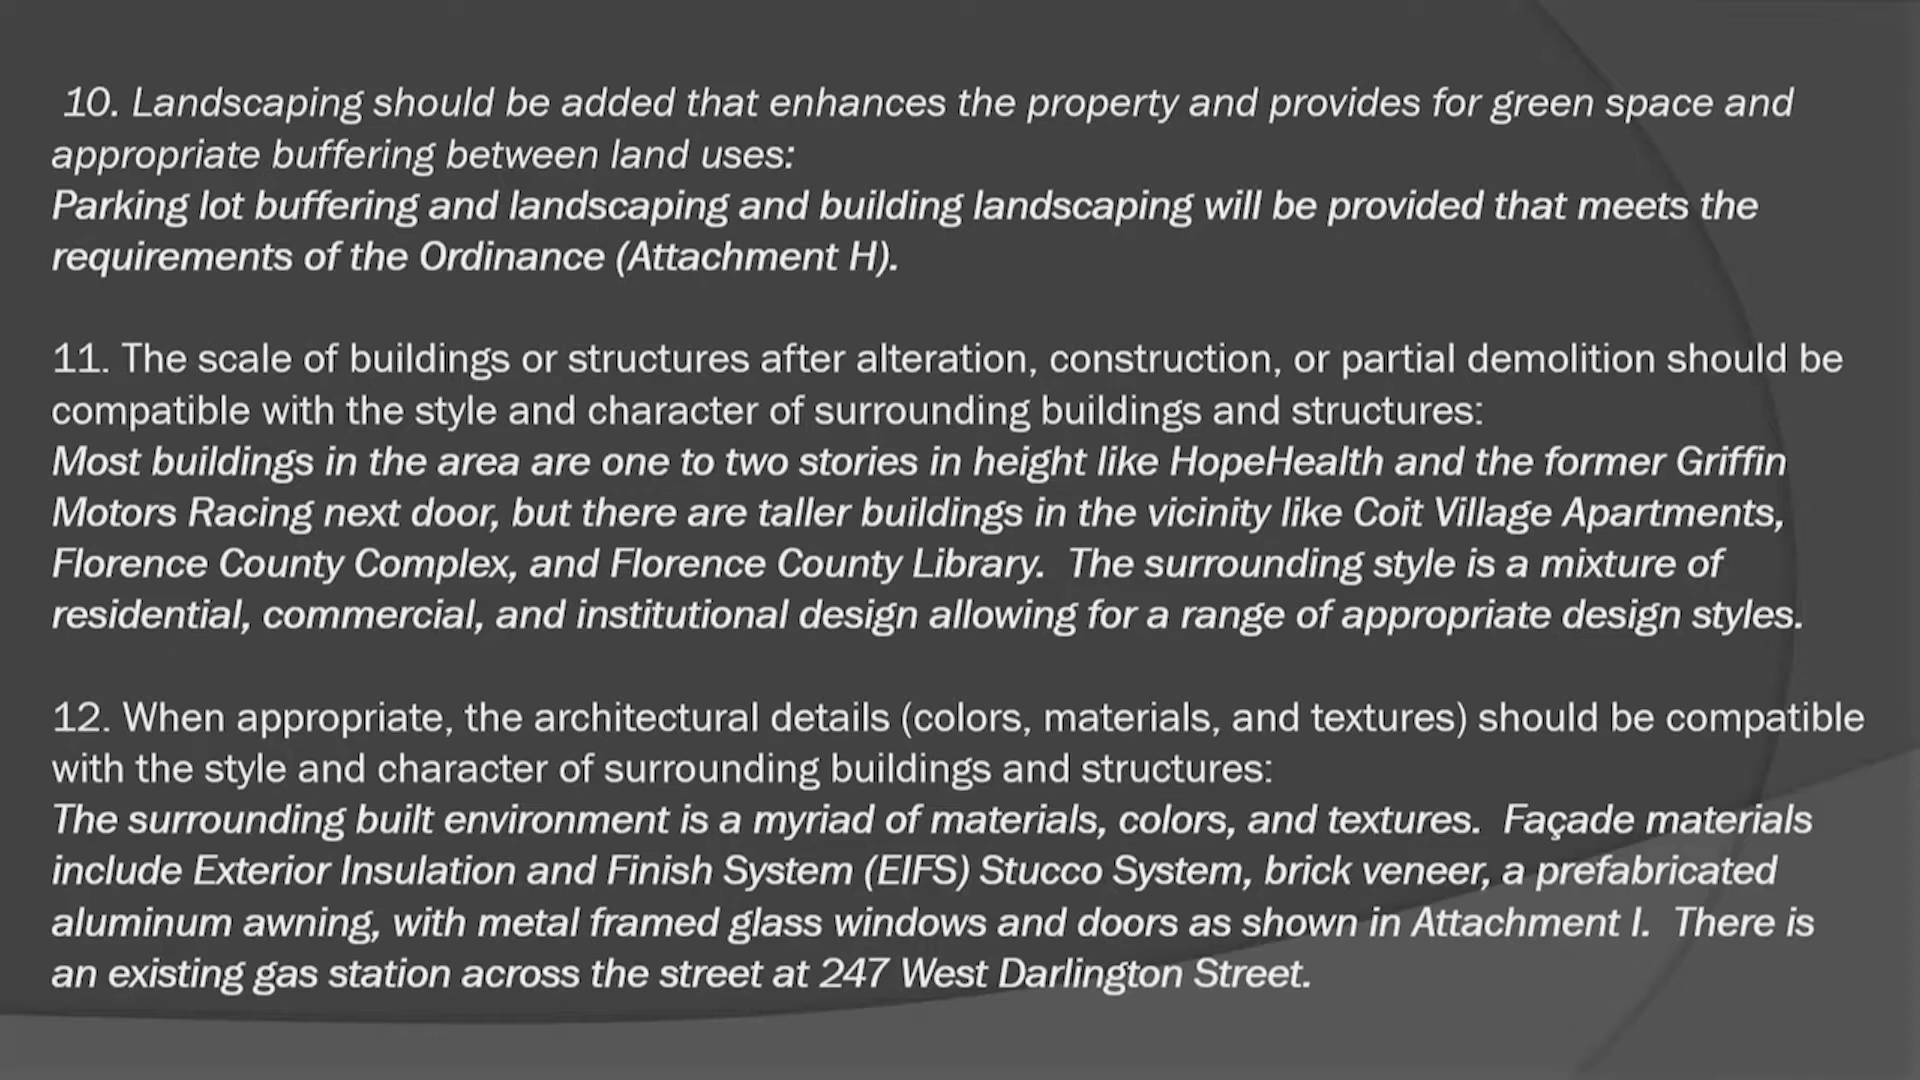 10. Landscaping should be added that enhances the property and provides for green space and
appropriate buffering between land uses:
Parking lot buffering and landscaping and building landscaping will be provided that meets the
requirements of the Ordinance (Attachment H).
11. The scale of buildings or structures after alteration, construction, or partial demolition should be
compatible with the style and character of surrounding buildings and structures:
Most buildings in the area are one to two stories in height like HopeHealth and the former Griffin
Motors Racing next door, but there are taller buildings in the vicinity like Coit Village Apartments,
Florence County Complex, and Florence County Library.  The surrounding style is a mixture of
residential, commercial, and institutional design allowing for a range of appropriate design styles.
12. When appropriate, the architectural details (colors, materials, and textures) should be compatible
with the style and character of surrounding buildings and structures:
The surrounding built environment is a myriad of materials, colors, and textures.  Façade materials
include Exterior Insulation and Finish System (EIFS) Stucco System, brick veneer, a prefabricated
aluminum awning, with metal framed glass windows and doors as shown in Attachment I.  There is
an existing gas station across the street at 247 West Darlington Street.